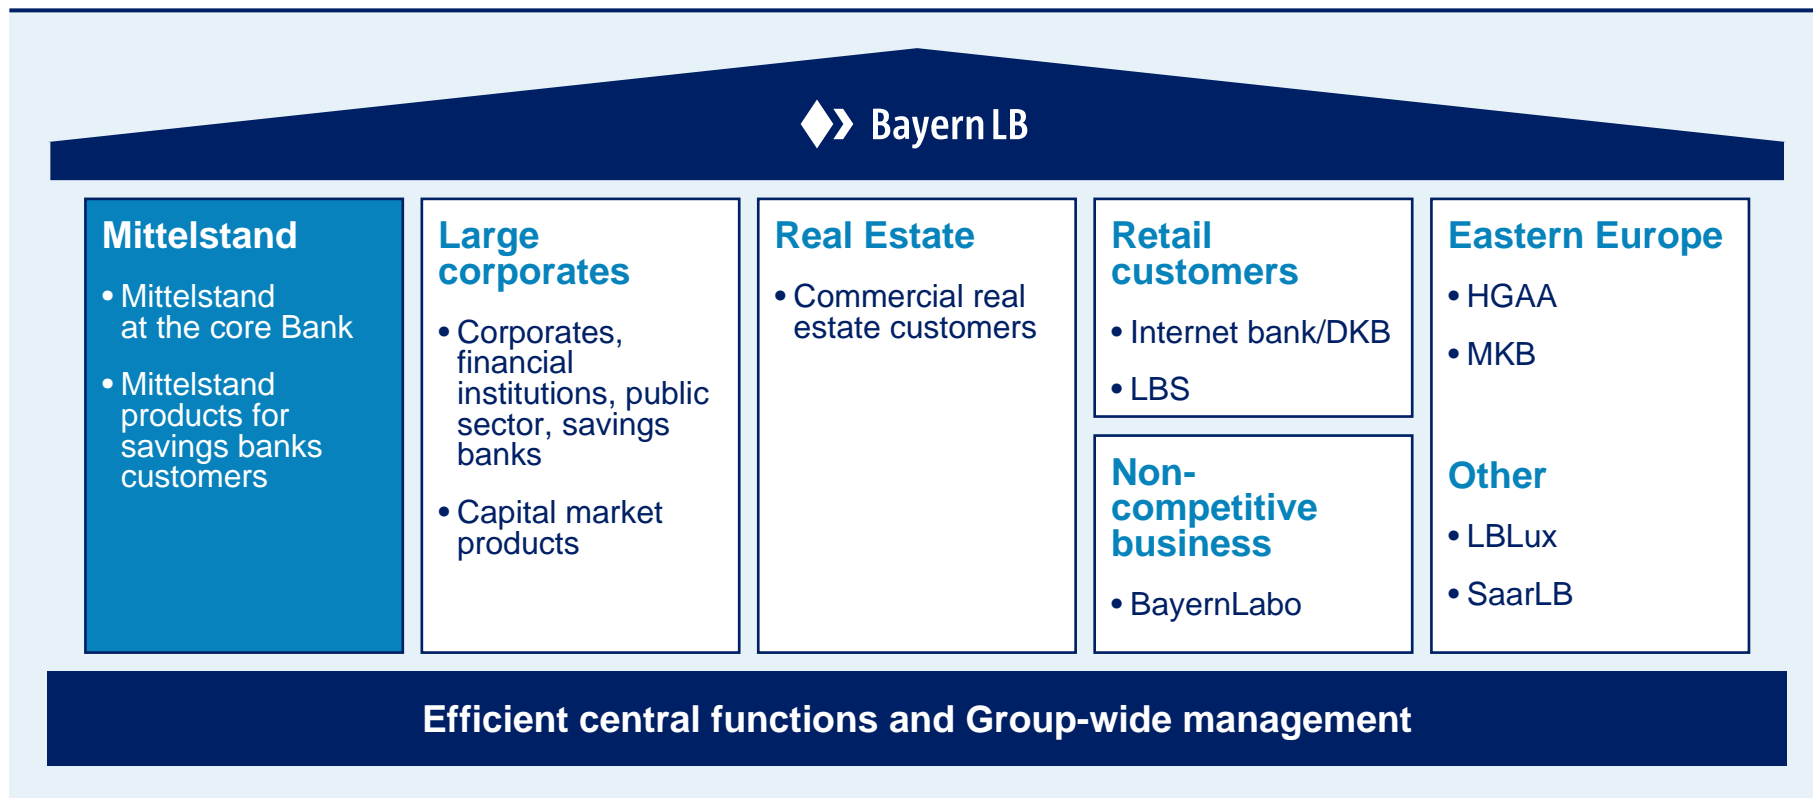 Bayern LB
Mittelstand
• Mittelstand
at the core Bank
• Mittelstand
products for
savings banks
customers
Large
corporates
• Corporates,
financial
institutions, public
sector, savings
banks
• Capital market
products
Real Estate
• Commercial real
estate customers
Retail
customers
• Internet bank/DKB
• LBS
Non-
competitive
business
• BayernLabo
Eastern Europe
• HGAA
• MKB
Other
• LBLux
• SaarLB
Efficient central functions and Group-wide management